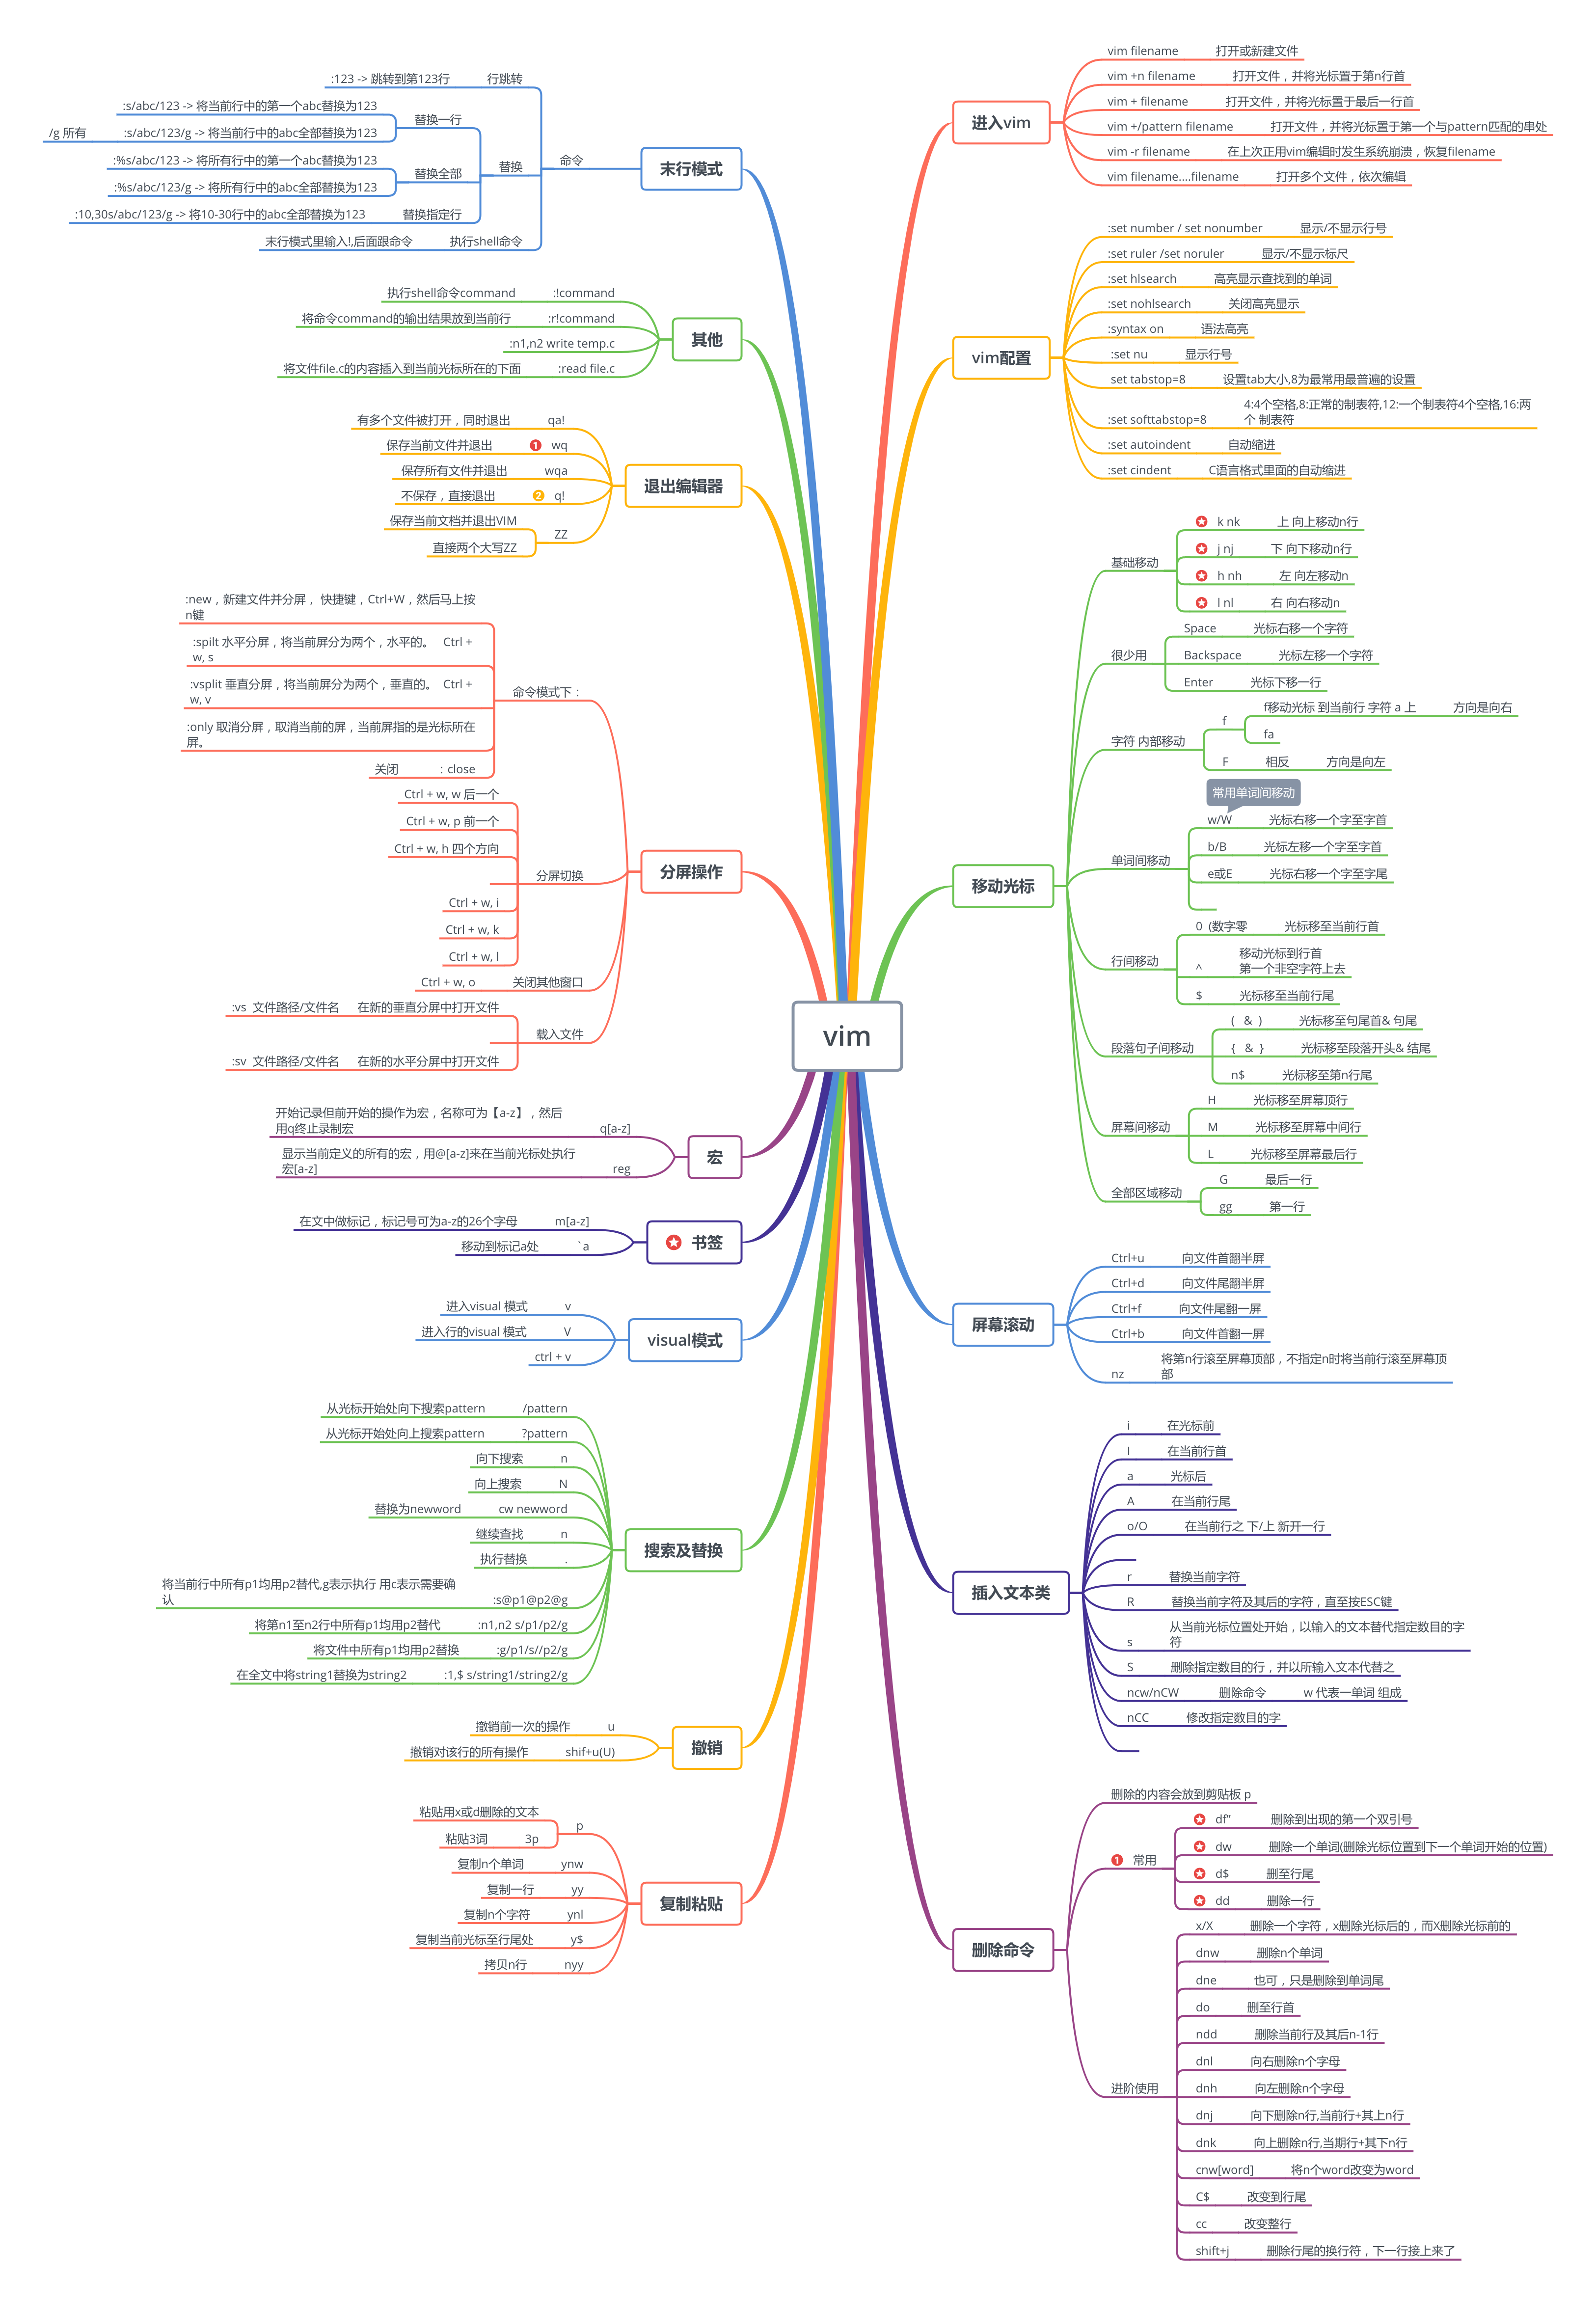 vim
进入vim
vim filename 打开或新建文件
vim +n filename 打开文件，并将光标置于第n行首
vim + filename 打开文件，并将光标置于最后一行首
vim +/pattern filename 打开文件，并将光标置于第一个与pattern匹配的串处
vim -r filename 在上次正用vim编辑时发生系统崩溃，恢复filename
vim filename....filename 打开多个文件，依次编辑
vim配置
:set number / set nonumber 显示/不显示行号
:set ruler /set noruler 显示/不显示标尺
:set hlsearch 高亮显示查找到的单词
:set nohlsearch 关闭高亮显示
:syntax on 语法高亮
:set nu 显示行号
set tabstop=8 设置tab大小,8为最常用最普遍的设置
:set softtabstop=8 4:4个空格,8:正常的制表符,12:一个制表符4个空格,16:两
个 制表符
:set autoindent 自动缩进
:set cindent C语言格式里面的自动缩进
移动光标
基础移动
k nk 上 向上移动n行
j nj 下 向下移动n行
h nh 左 向左移动n
l nl 右 向右移动n
很少用
Space 光标右移一个字符
Backspace 光标左移一个字符
Enter 光标下移一行
字符 内部移动
f
f移动光标 到当前行 字符 a 上 方向是向右
fa
F 相反 方向是向左
常用单词间移动
单词间移动
w/W 光标右移一个字至字首
b/B 光标左移一个字至字首
e或E 光标右移一个字至字尾
行间移动
0（数字零 光标移至当前行首
^ 移动光标到行首
第一个非空字符上去
$ 光标移至当前行尾
段落句子间移动
( & ) 光标移至句尾首& 句尾
{ & } 光标移至段落开头& 结尾
n$ 光标移至第n行尾
屏幕间移动
H 光标移至屏幕顶行
M 光标移至屏幕中间行
L 光标移至屏幕最后行
全部区域移动
G 最后一行
gg 第一行
屏幕滚动
Ctrl+u 向文件首翻半屏
Ctrl+d 向文件尾翻半屏
Ctrl+f 向文件尾翻一屏
Ctrl+b 向文件首翻一屏
nz 将第n行滚至屏幕顶部，不指定n时将当前行滚至屏幕顶
部
插入文本类
i 在光标前
I 在当前行首
a 光标后
A 在当前行尾
o/O 在当前行之 下/上 新开一行
r 替换当前字符
R 替换当前字符及其后的字符，直至按ESC键
s 从当前光标位置处开始，以输入的文本替代指定数目的字
符
S 删除指定数目的行，并以所输入文本代替之
ncw/nCW 删除命令 w 代表一单词 组成
nCC 修改指定数目的字
删除命令
删除的内容会放到剪贴板 p
1 常用
df” 删除到出现的第一个双引号
dw 删除一个单词(删除光标位置到下一个单词开始的位置)
d$ 删至行尾
dd 删除一行
进阶使用
x/X 删除一个字符，x删除光标后的，而X删除光标前的
dnw 删除n个单词
dne 也可，只是删除到单词尾
do 删至行首
ndd 删除当前行及其后n-1行
dnl 向右删除n个字母
dnh 向左删除n个字母
dnj 向下删除n行,当前行+其上n行
dnk 向上删除n行,当期行+其下n行
cnw[word] 将n个word改变为word
C$ 改变到行尾
cc 改变整行
shift+j 删除行尾的换行符，下一行接上来了
末行模式
命令
:123 -> 跳转到第123行 行跳转
替换
替换一行
:s/abc/123 -> 将当前行中的第一个abc替换为123
/g 所有 :s/abc/123/g -> 将当前行中的abc全部替换为123
替换全部
:%s/abc/123 -> 将所有行中的第一个abc替换为123
:%s/abc/123/g -> 将所有行中的abc全部替换为123
:10,30s/abc/123/g -> 将10-30行中的abc全部替换为123 替换指定行
末行模式里输入!,后面跟命令 执行shell命令
其他
执行shell命令command :!command
将命令command的输出结果放到当前行 :r!command
:n1,n2 write temp.c
将文件file.c的内容插入到当前光标所在的下面 :read file.c
退出编辑器
有多个文件被打开，同时退出 qa!
保存当前文件并退出 1 wq
保存所有文件并退出 wqa
不保存，直接退出 2 q!
ZZ
保存当前文档并退出VIM
直接两个大写ZZ
分屏操作
命令模式下：
:new，新建文件并分屏， 快捷键，Ctrl+W，然后马上按
n键
:spilt 水平分屏，将当前屏分为两个，水平的。 Ctrl +
w, s
:vsplit 垂直分屏，将当前屏分为两个，垂直的。 Ctrl +
w, v
:only 取消分屏，取消当前的屏，当前屏指的是光标所在
屏。
关闭 : close
分屏切换
Ctrl + w, w 后一个
Ctrl + w, p 前一个
Ctrl + w, h 四个方向
Ctrl + w, i
Ctrl + w, k
Ctrl + w, l
Ctrl + w, o 关闭其他窗口
载入文件
:vs 文件路径/文件名 在新的垂直分屏中打开文件
:sv 文件路径/文件名 在新的水平分屏中打开文件
宏
开始记录但前开始的操作为宏，名称可为【a-z】，然后
用q终止录制宏 q[a-z]
显示当前定义的所有的宏，用@[a-z]来在当前光标处执行
宏[a-z] reg
书签
在文中做标记，标记号可为a-z的26个字母 m[a-z]
移动到标记a处 `a
visual模式
进入visual 模式 v
进入行的visual 模式 V
ctrl + v
搜索及替换
从光标开始处向下搜索pattern /pattern
从光标开始处向上搜索pattern ?pattern
向下搜索 n
向上搜索 N
替换为newword cw newword
继续查找 n
执行替换 .
将当前行中所有p1均用p2替代,g表示执行 用c表示需要确
认 :s@p1@p2@g
将第n1至n2行中所有p1均用p2替代 :n1,n2 s/p1/p2/g
将文件中所有p1均用p2替换 :g/p1/s//p2/g
在全文中将string1替换为string2 :1,$ s/string1/string2/g
撤销
撤销前一次的操作 u
撤销对该行的所有操作 shif+u(U)
复制粘贴
p
粘贴用x或d删除的文本
粘贴3词 3p
复制n个单词 ynw
复制一行 yy
复制n个字符 ynl
复制当前光标至行尾处 y$
拷贝n行 nyy